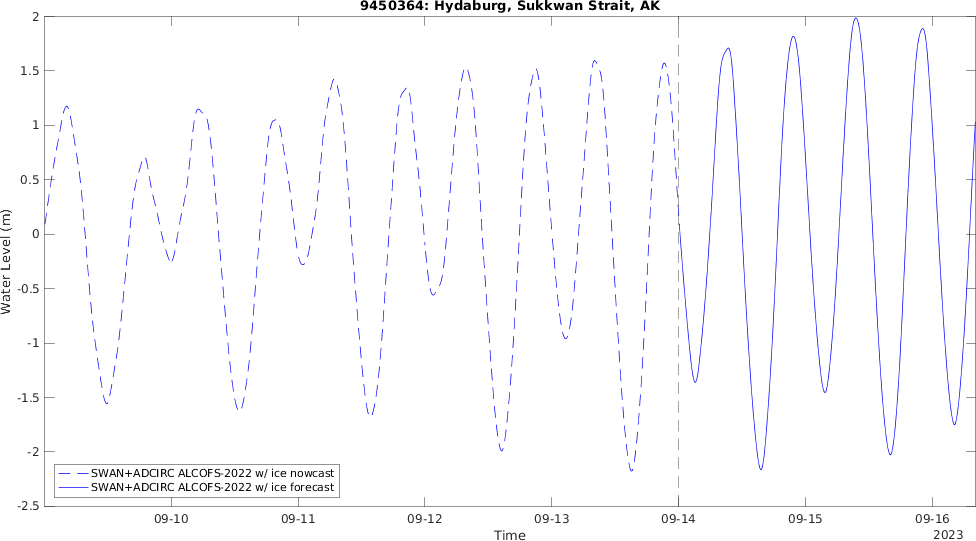 9450364: Hydaburg, Sukkwan Strait, AK
2
1.5
1
0.5
0
-0.5
-1
-1.5
-2
-2.5
Water Level (m)
SWAN+ADCIRC ALCOFS-2022 w/ ice nowcast
SWAN+ADCIRC ALCOFS-2022 w/ ice forecast
09-10 09-11 09-12 09-13 09-14 09-15 09-16
Time
2023